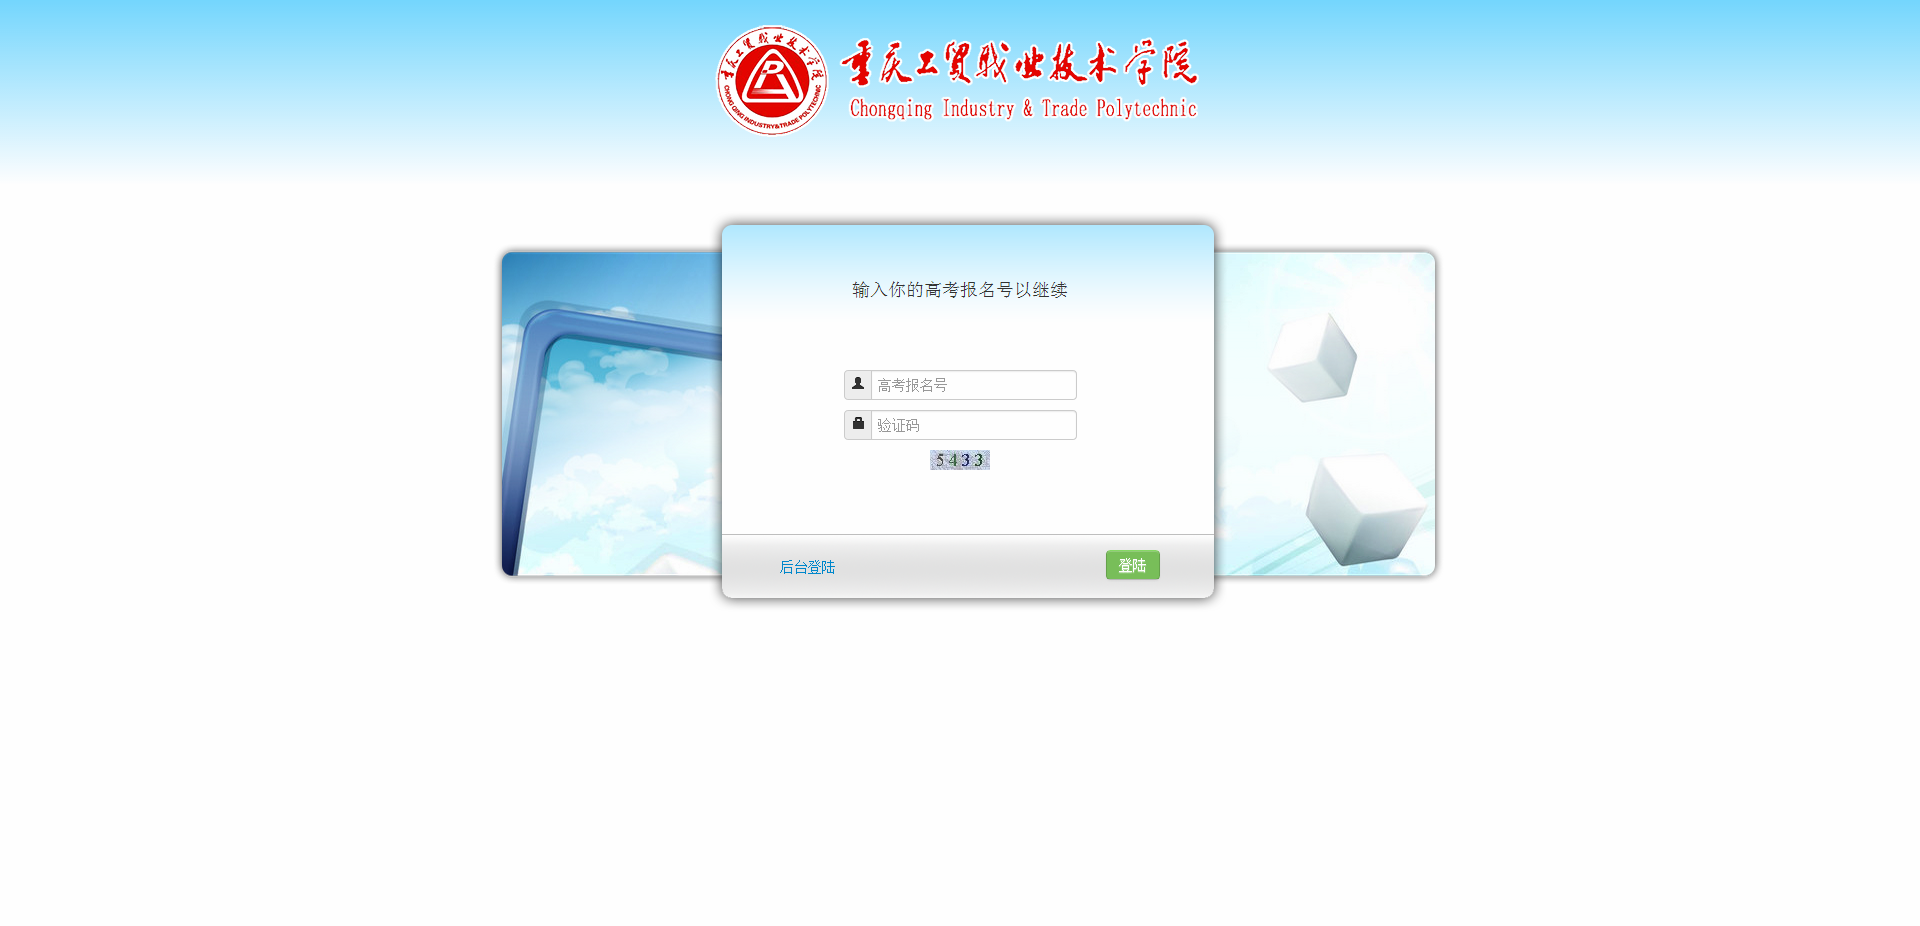 重庆工贸职业技术学院
CHONGQING INDUSTRY&TRADE POLYTECHNIC
重庆工贸职业技术学院
Chongqing Industry & Trade Polytechnic
输入你的高考报名号以继续
高考报名号
验证码
5433
后台登陆
登陆